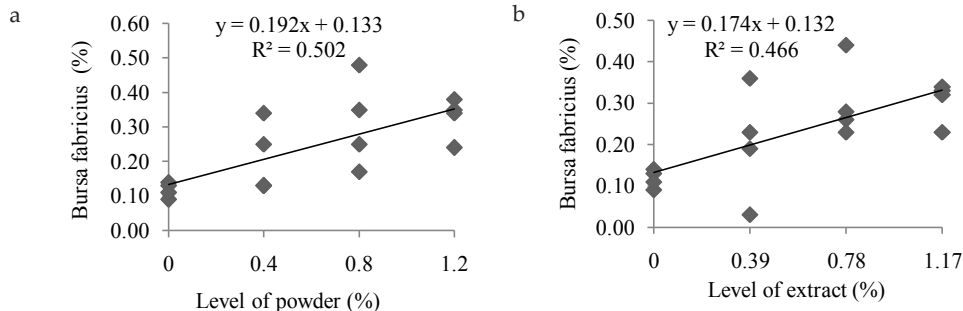 a
y = 0.192x + 0.133
R² = 0.502
Bursa fabricius (%)
0.60
0.50
0.40
0.30
0.20
0.10
0.00
0 0.4 0.8 1.2
Level of powder (%)
b
y = 0.174x + 0.132
R² = 0.466
Bursa fabricius (%)
0.50
0.40
0.30
0.20
0.10
0.00
0 0.39 0.78 1.17
Level of extract (%)